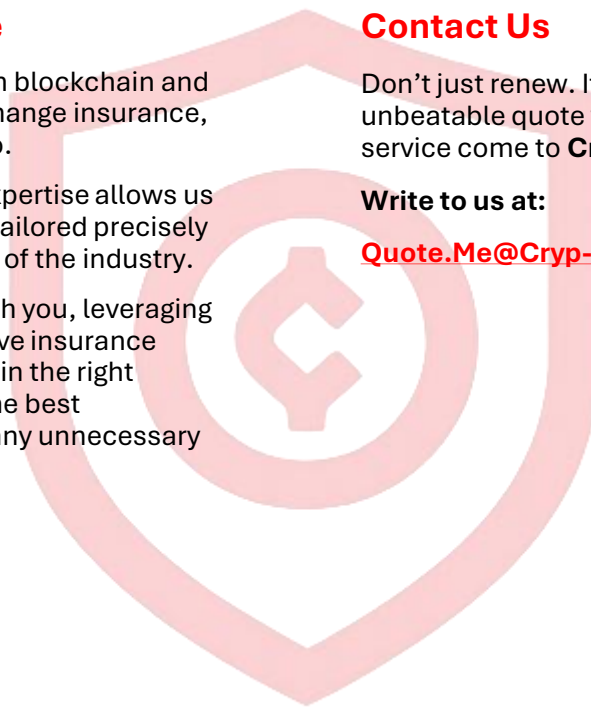 e
n blockchain and
hange insurance,
o.
xpertise allows us
ailored precisely
of the industry.
h you, leveraging
ve insurance
in the right
he best
any unnecessary
Contact Us
Don’t just renew. I
unbeatable quote
service come to Cr
Write to us at:
Quote.Me@Cryp-